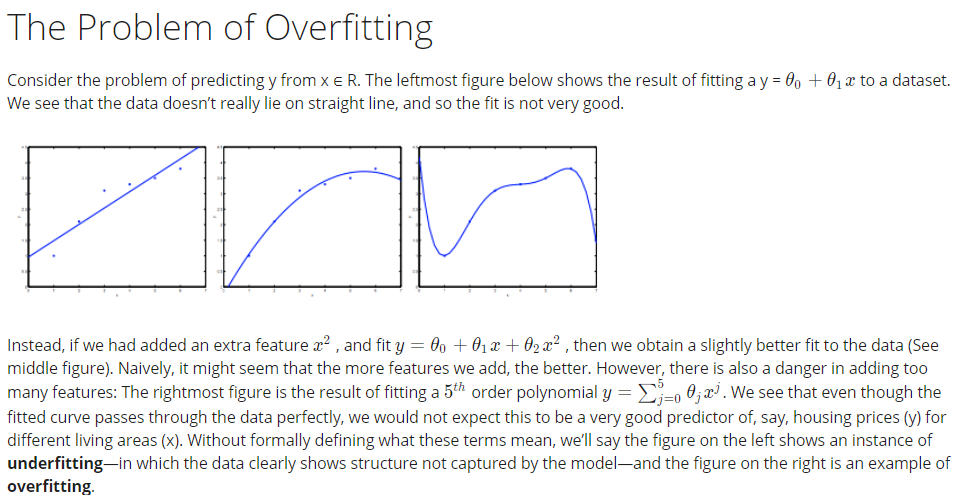 The Problem of Overfitting
Consider the problem of predicting y from x ∈ R. The leftmost figure below shows the result of fitting a y = θ₀ + θ₁x to a dataset.
We see that the data doesn't really lie on straight line, and so the fit is not very good.
Instead, if we had added an extra feature x² , and fit y = θ₀ + θ₁x + θ₂x² , then we obtain a slightly better fit to the data (See
middle figure). Naively, it might seem that the more features we add, the better. However, there is also a danger in adding too
many features: The rightmost figure is the result of fitting a 5ᵗʰ order polynomial y = ∑⁵ⱼ₌₀ θⱼxʲ. We see that even though the
fitted curve passes through the data perfectly, we would not expect this to be a very good predictor of, say, housing prices (y) for
different living areas (x). Without formally defining what these terms mean, we'll say the figure on the left shows an instance of
underfitting—in which the data clearly shows structure not captured by the model—and the figure on the right is an example of
overfitting.